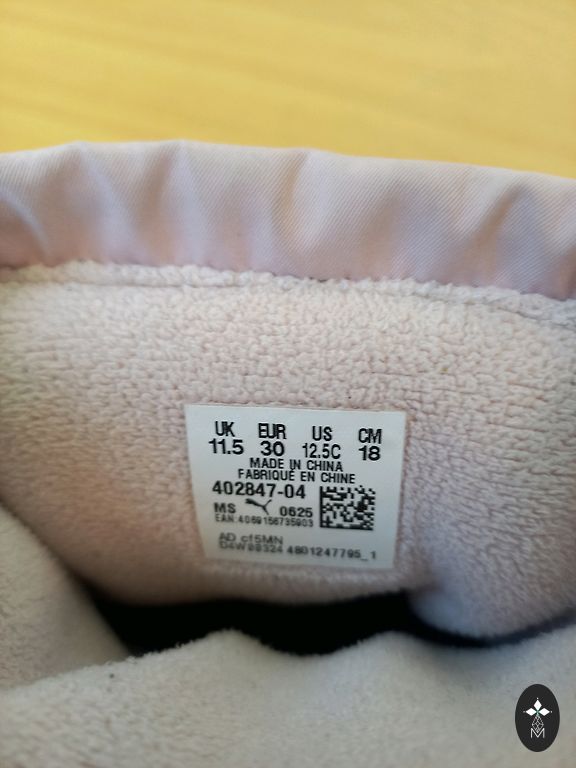 UK EUR US CM
11.5 30 12.5C 18
MADE IN CHINA
FABRIQUÉ EN CHINE
402847-04
MS 0625
EAN:4069156735903
AD cf5MN
D4W99324 4801247795_1
M